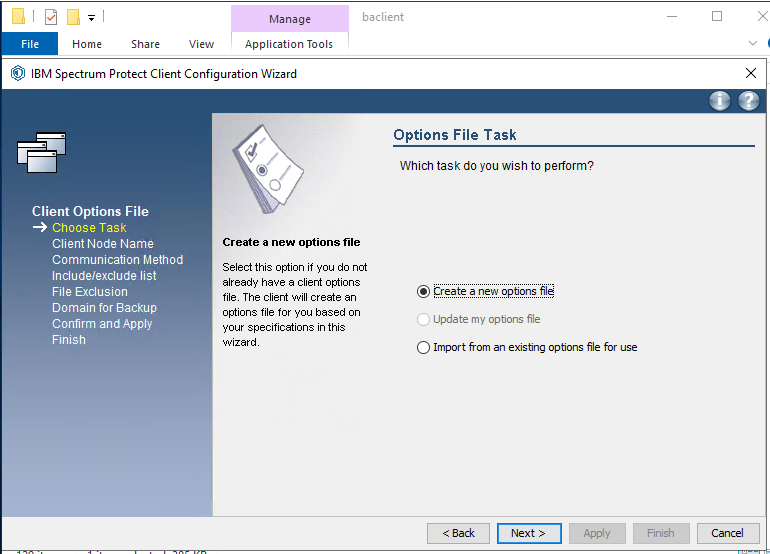 Manage
baclient
File
Home
Share
View
Application Tools
IBM Spectrum Protect Client Configuration Wizard
Client Options File
Choose Task
Client Node Name
Communication Method
Include/exclude list
File Exclusion
Domain for Backup
Confirm and Apply
Finish
Create a new options file
Select this option if you do not
already have a client options
file. The client will create an
options file for you based on
your specifications in this
wizard.
Options File Task
Which task do you wish to perform?
Create a new options file
Update my options file
Import from an existing options file for use
< Back
Next >
Apply
Finish
Cancel